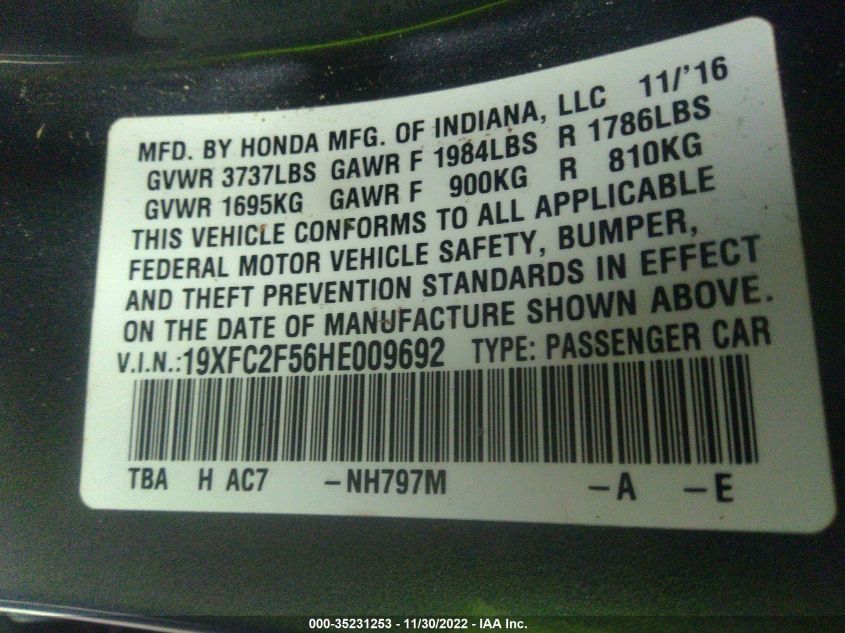 MFD. BY HONDA MFG. OF INDIANA, LLC 11/'16
GVWR 3737LBS GAWR F 1984LBS R 1786LBS
GVWR 1695KG GAWR F 900KG R 810KG
THIS VEHICLE CONFORMS TO ALL APPLICABLE
FEDERAL MOTOR VEHICLE SAFETY, BUMPER,
AND THEFT PREVENTION STANDARDS IN EFFECT
ON THE DATE OF MANUFACTURE SHOWN ABOVE.
V.I.N.:19XFC2F56HE009692 TYPE: PASSENGER CAR
TBA H AC7 -NH797M -A -E
000-35231253 - 11/30/2022 - IAA Inc.